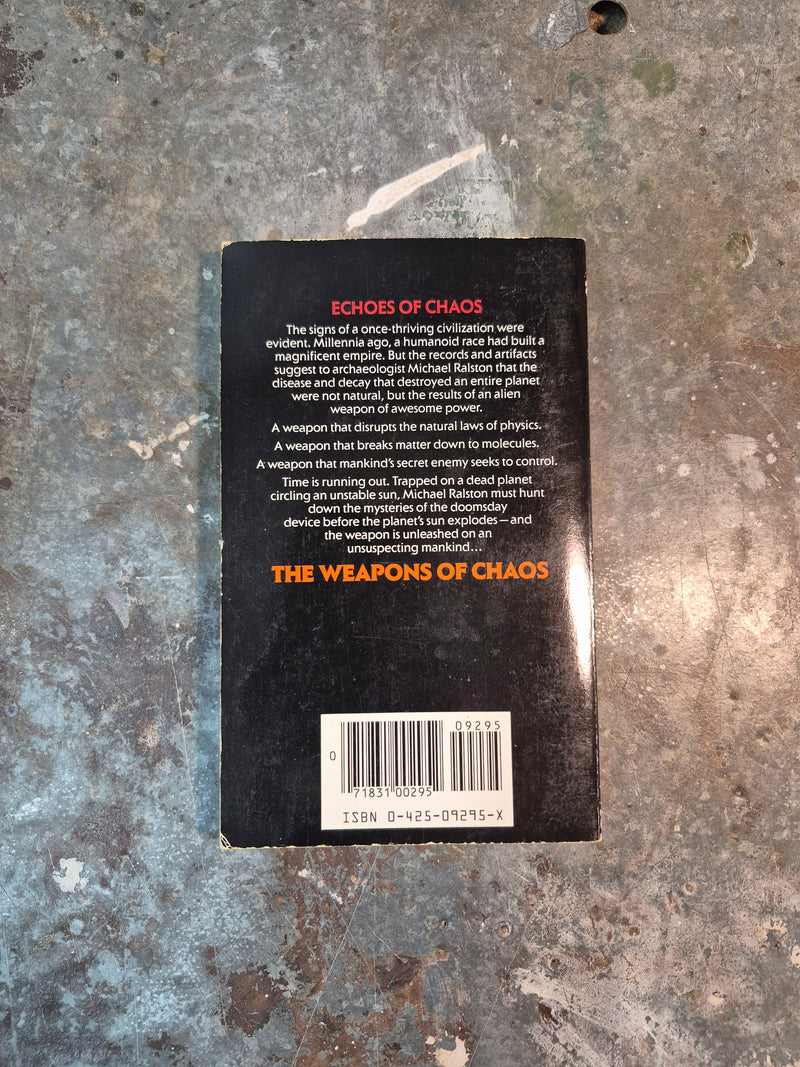 ECHOES OF CHAOS
The signs of a once-thriving civilization were
evident. Millennia ago, a humanoid race had built a
magnificent empire. But the records and artifacts
suggest to archaeologist Michael Ralston that the
disease and decay that destroyed an entire planet
were not natural, but the results of an alien
weapon of awesome power.
A weapon that disrupts the natural laws of physics.
A weapon that breaks matter down to molecules.
A weapon that mankind's secret enemy seeks to control.
Time is running out. Trapped on a dead planet
circling an unstable sun, Michael Ralston must hunt
down the mysteries of the doomsday
device before the planet's sun explodes—and
the weapon is unleashed on an
unsuspecting mankind...
THE WEAPONS OF CHAOS
09295
0
71831 00295
ISBN 0-425-09295-X